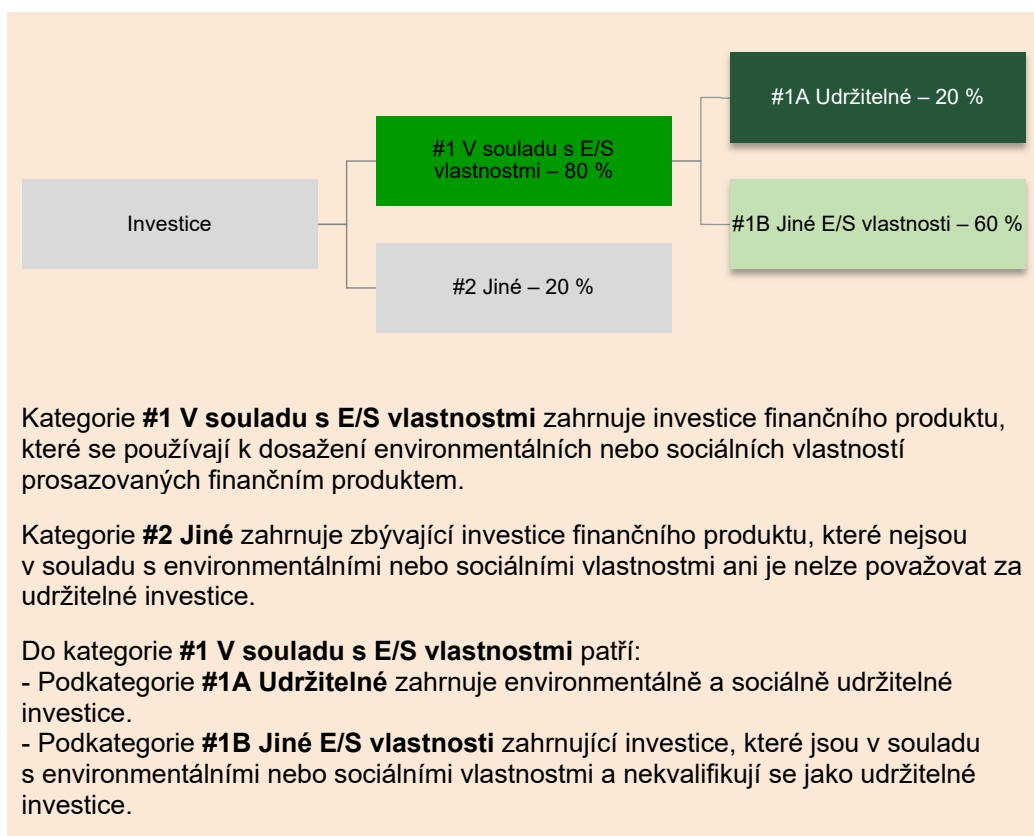 #1A Udržitelné – 20 %
#1 V souladu s E/S
vlastnostmi – 80 %
Investice
#1B Jiné E/S vlastnosti – 60 %
#2 Jiné – 20 %
Kategorie #1 V souladu s E/S vlastnostmi zahrnuje investice finančního produktu,
které se používají k dosažení environmentálních nebo sociálních vlastností
prosazovaných finančním produktem.
Kategorie #2 Jiné zahrnuje zbývající investice finančního produktu, které nejsou
v souladu s environmentálními nebo sociálními vlastnostmi ani je nelze považovat za
udržitelné investice.
Do kategorie #1 V souladu s E/S vlastnostmi patří:
- Podkategorie #1A Udržitelné zahrnuje environmentálně a sociálně udržitelné
investice.
- Podkategorie #1B Jiné E/S vlastnosti zahrnující investice, které jsou v souladu
s environmentálními nebo sociálními vlastnostmi a nekvalifikují se jako udržitelné
investice.